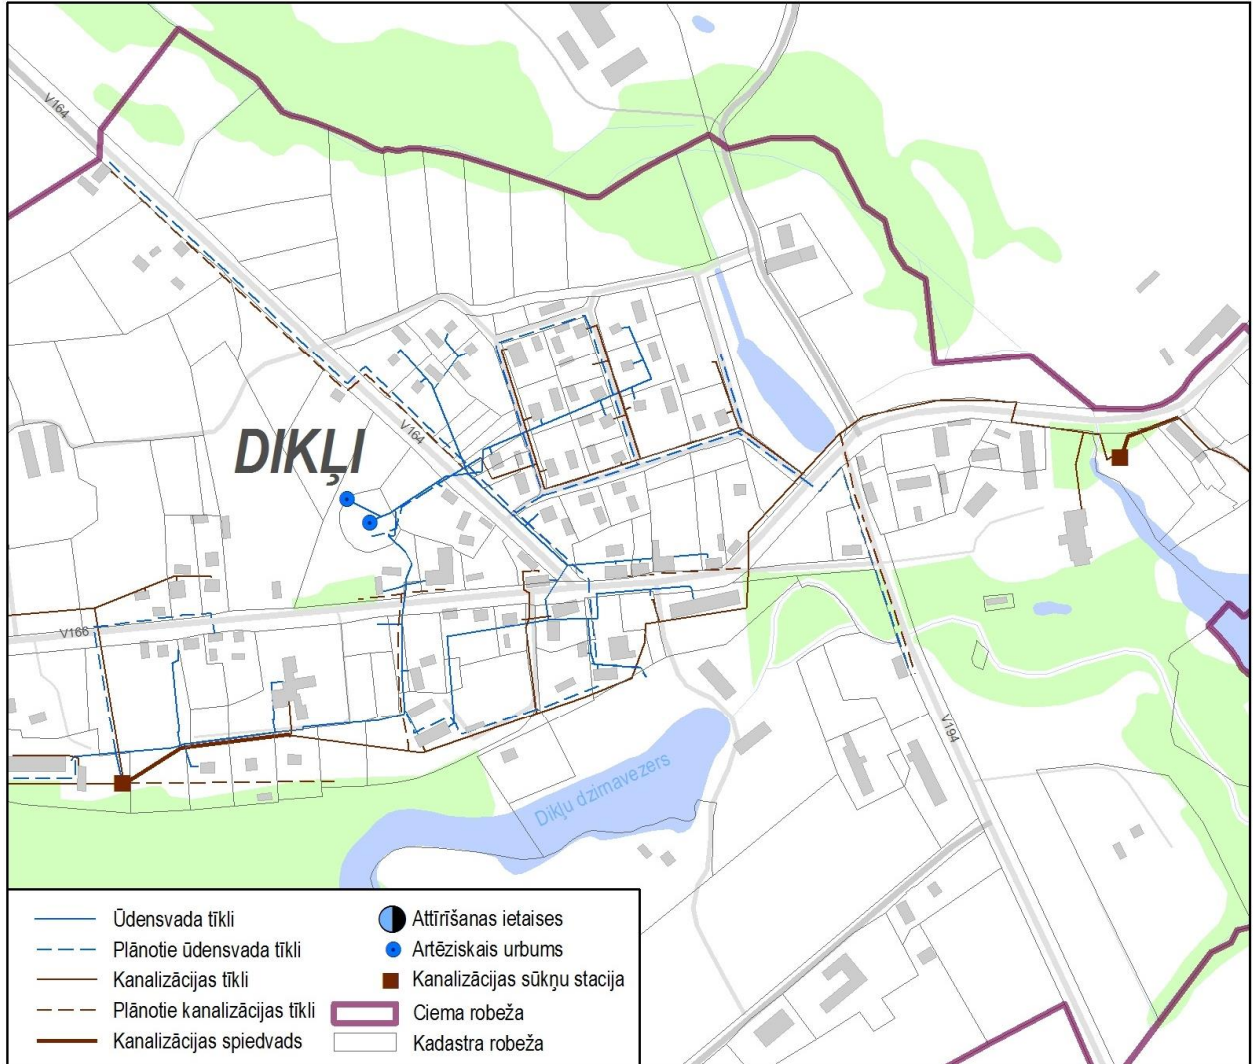 V164
V164
DIKĻI
V166
V194
Dikļu dzirnavezers
Ūdensvada tīkli
Plānotie ūdensvada tīkli
Kanalizācijas tīkli
Plānotie kanalizācijas tīkli
Kanalizācijas spiedvads
Attīrīšanas ietaises
Artēziskais urbums
Kanalizācijas sūkņu stacija
Ciema robeža
Kadastra robeža